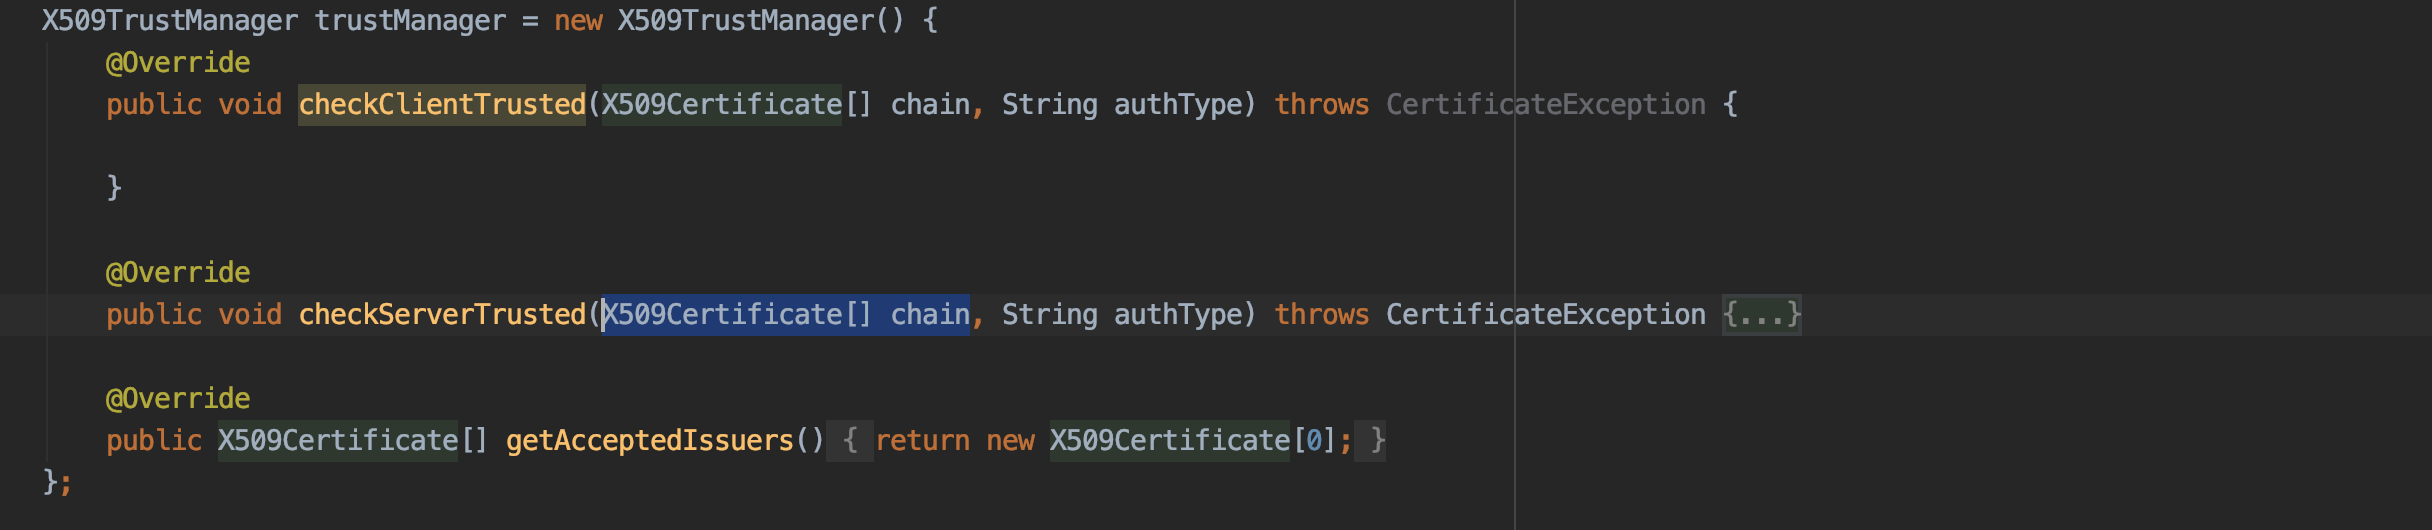 X509TrustManager trustManager = new X509TrustManager() {
@Override
public void checkClientTrusted(X509Certificate[] chain, String authType) throws CertificateException {
}
@Override
public void checkServerTrusted(X509Certificate[] chain, String authType) throws CertificateException {...}
@Override
public X509Certificate[] getAcceptedIssuers() { return new X509Certificate[0]; }
};